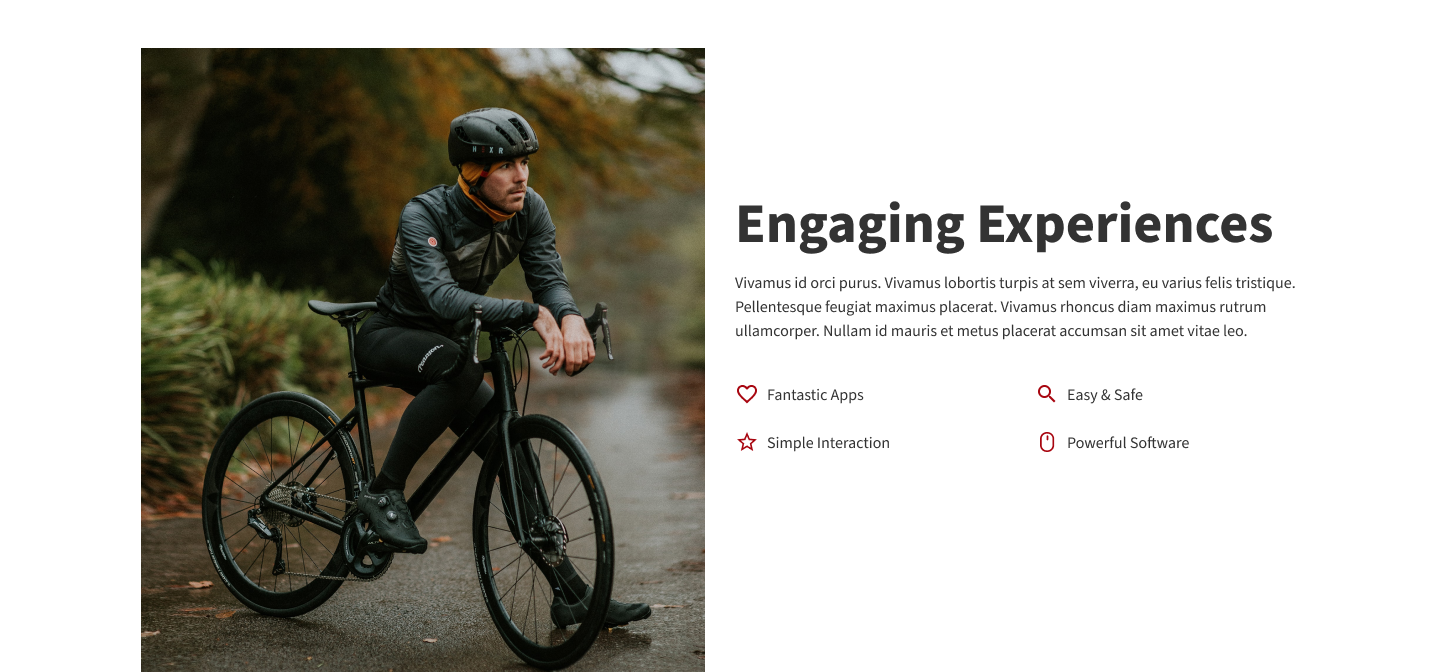 HJXR
Engaging Experiences
Vivamus id orci purus. Vivamus lobortis turpis at sem viverra, eu varius felis tristique.
Pellentesque feugiat maximus placerat. Vivamus rhoncus diam maximus rutrum
ullamcorper. Nullam id mauris et metus placerat accumsan sit amet vitae leo.
Fantastic Apps
Easy & Safe
Simple Interaction
Powerful Software